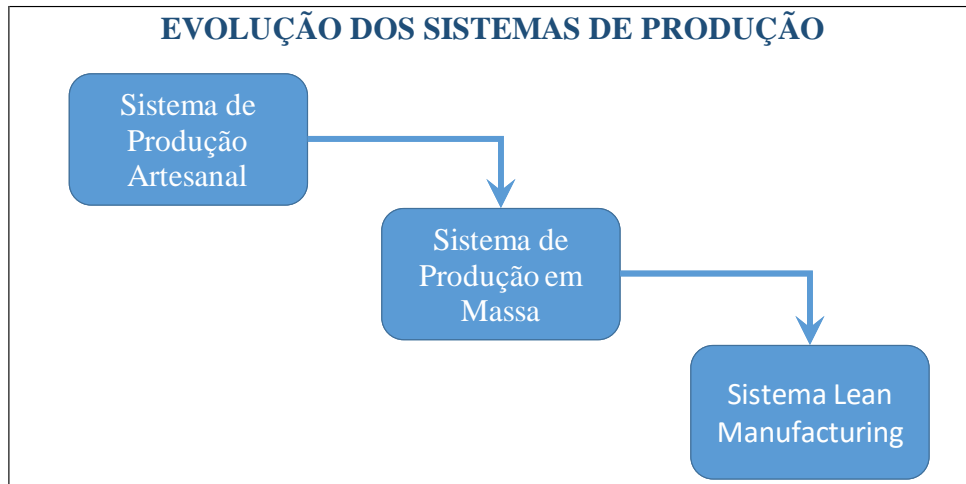 EVOLUÇÃO DOS SISTEMAS DE PRODUÇÃO
Sistema de
Produção
Artesanal
Sistema de
Produção em
Massa
Sistema Lean
Manufacturing